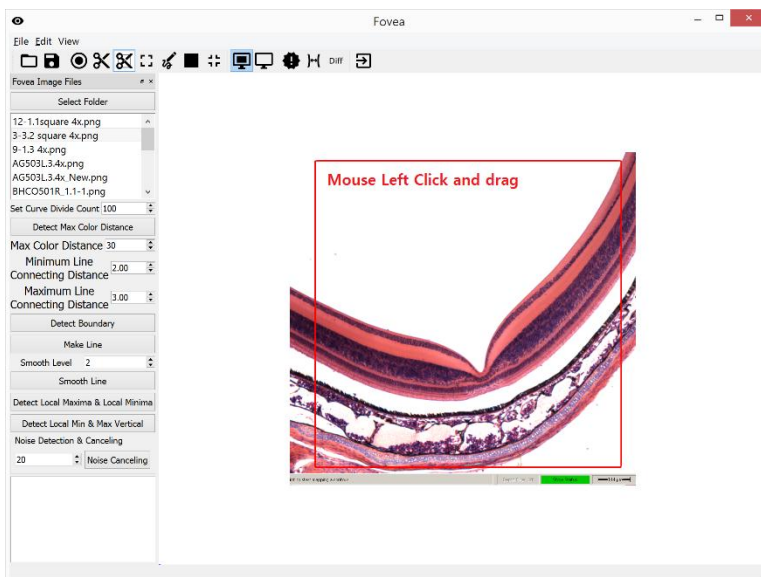 Fovea
File Edit View
Diff
Fovea Image Files
Select Folder
12-1.1square 4x.png
3-3.2 square 4x.png
9-1.3 4x.png
AG503L.3.4x.png
AG503L.3.4x_New.png
BHCO501R_1.1-1.png
Set Curve Divide Count 100
Detect Max Color Distance
Max Color Distance 30
Minimum Line
Connecting Distance 2.00
Maximum Line
Connecting Distance 3.00
Detect Boundary
Make Line
Smooth Level 2
Smooth Line
Detect Local Maxima & Local Minima
Detect Local Min & Max Vertical
Noise Detection & Canceling
20 Noise Canceling
Mouse Left Click and drag